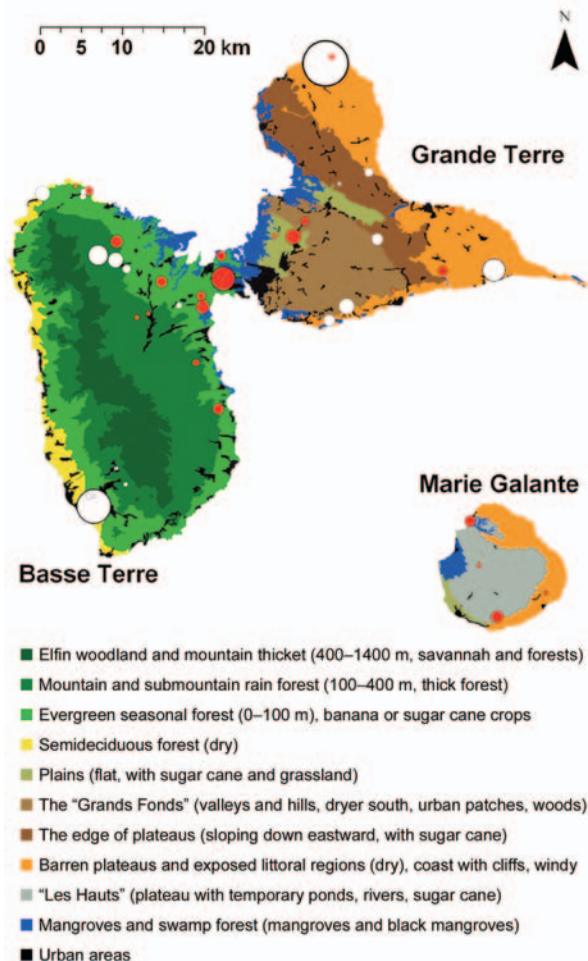 N
0 5 10 20 km
Grande Terre
Marie Galante
Basse Terre
Elfin woodland and mountain thicket (400–1400 m, savannah and forests)
Mountain and submountain rain forest (100–400 m, thick forest)
Evergreen seasonal forest (0–100 m), banana or sugar cane crops
Semideciduous forest (dry)
Plains (flat, with sugar cane and grassland)
The “Grands Fonds” (valleys and hills, dryer south, urban patches, woods)
The edge of plateaus (sloping down eastward, with sugar cane)
Barren plateaus and exposed littoral regions (dry), coast with cliffs, windy
“Les Hauts” (plateau with temporary ponds, rivers, sugar cane)
Mangroves and swamp forest (mangroves and black mangroves)
Urban areas